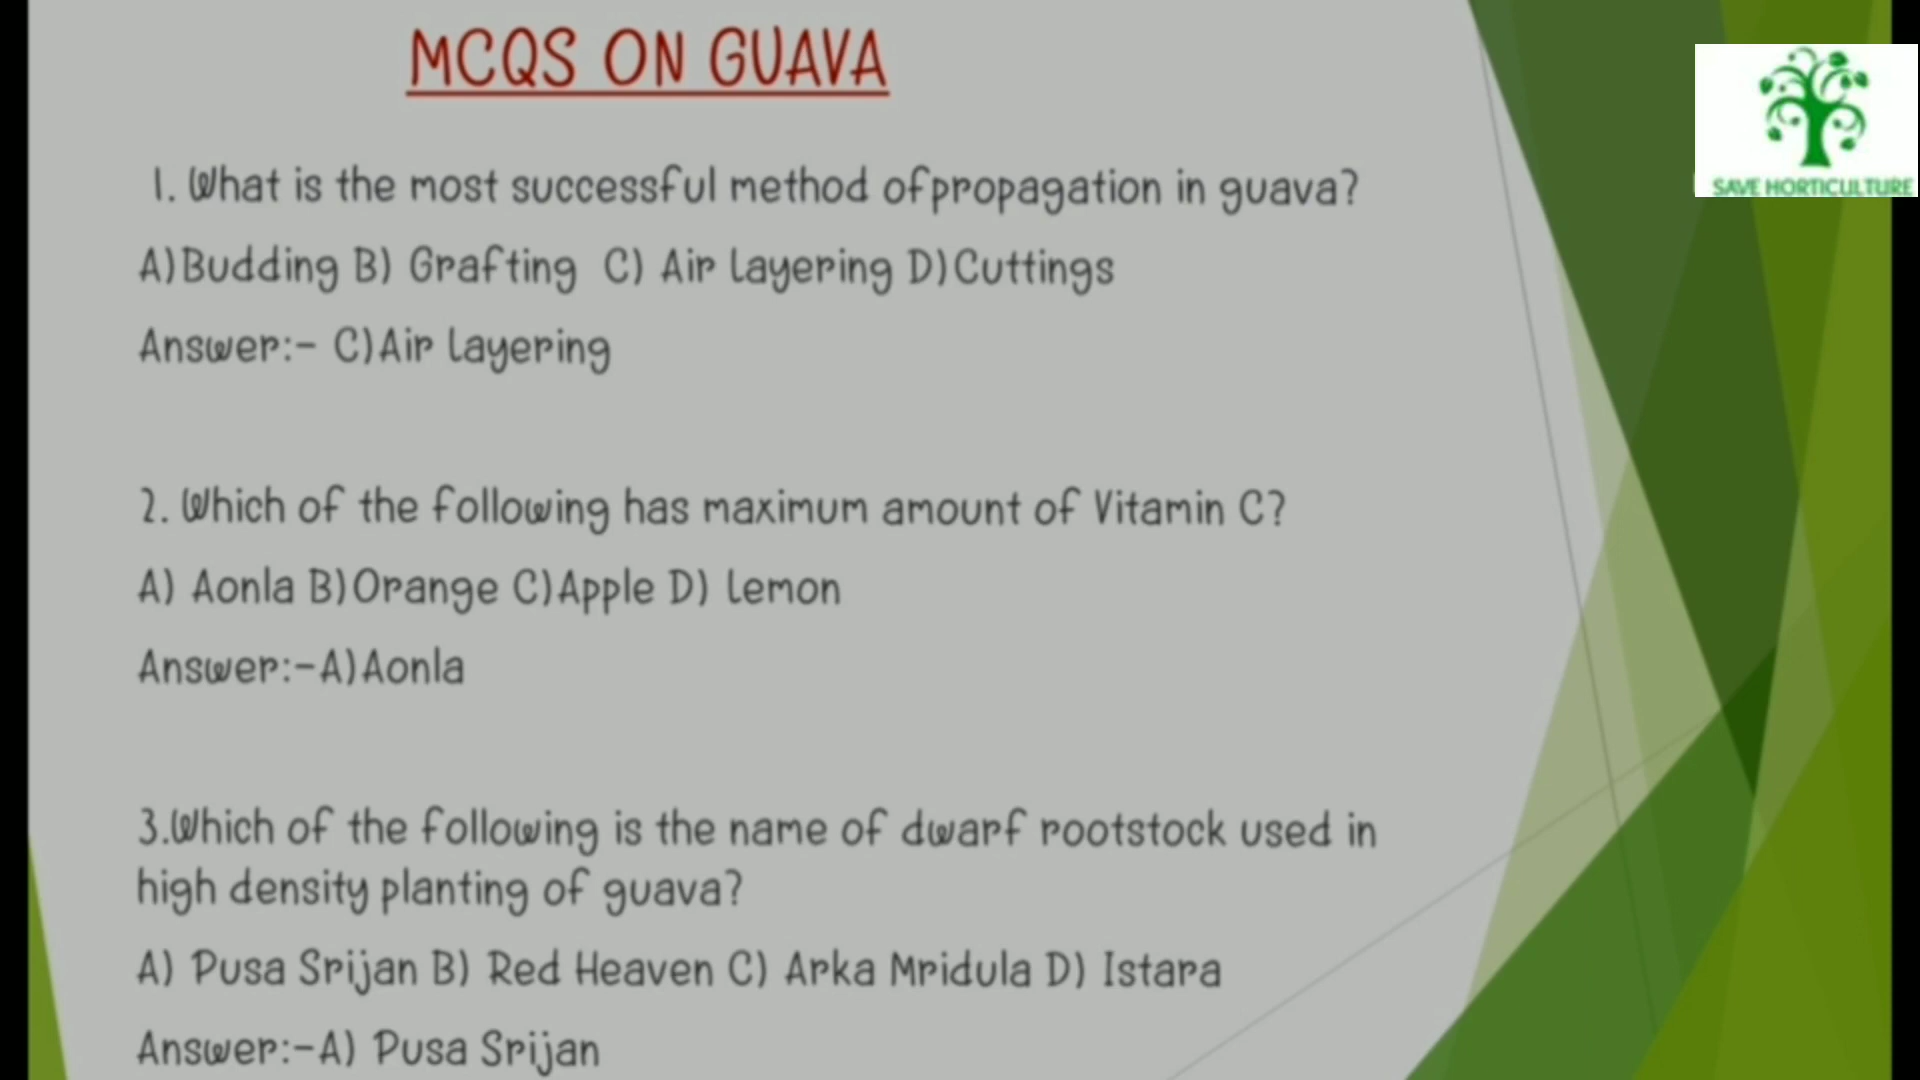 MCQS ON GUAVA
SAVE HORTICULTURE
1. What is the most successful method ofpropagation in guava?
A)Budding B) Grafting C) Air Layering D)Cuttings
Answer:- C)Air Layering
2. Which of the following has maximum amount of Vitamin C?
A) Aonla B)Orange C)Apple D) Lemon
Answer:-A)Aonla
3.Which of the following is the name of dwarf rootstock used in
high density planting of guava?
A) Pusa Srijan B) Red Heaven C) Arka Mridula D) Istara
Answer:-A) Pusa Srijan